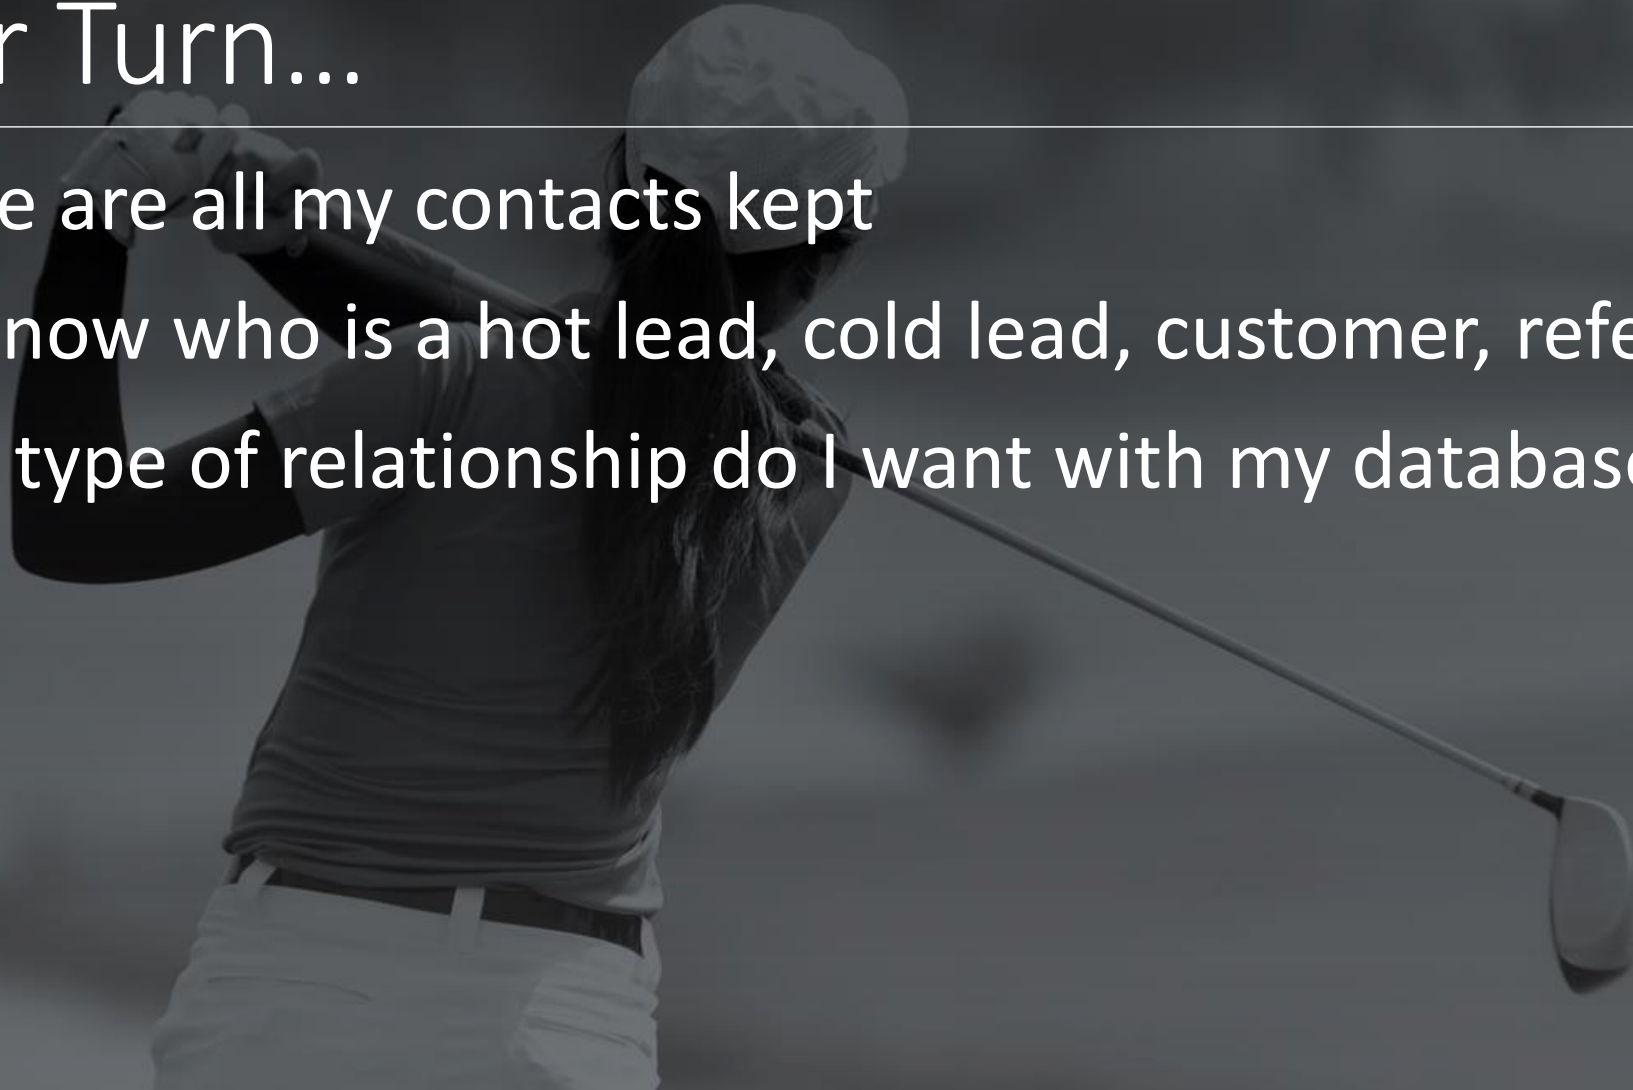 r Turn...
e are all my contacts kept
now who is a hot lead, cold lead, customer, refe
type of relationship do I want with my database